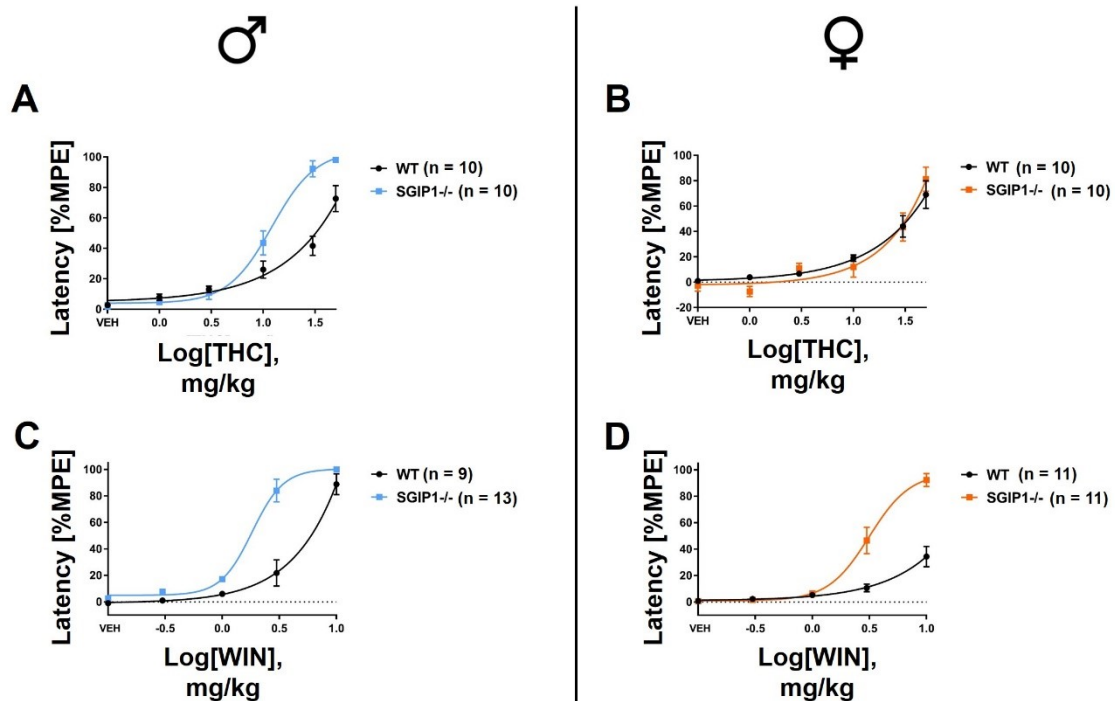 ♂
♀
A
Latency [%MPE]
100
80
60
40
20
0
VEH 0.0 0.5 1.0 1.5
Log[THC],
mg/kg
WT (n = 10)
SGIP1-/- (n = 10)
B
Latency [%MPE]
100
80
60
40
20
0
-20
VEH 0.0 0.5 1.0 1.5
Log[THC],
mg/kg
WT (n = 10)
SGIP1-/- (n = 10)
C
Latency [%MPE]
100
80
60
40
20
0
VEH -0.5 0.0 0.5 1.0
Log[WIN],
mg/kg
WT (n = 9)
SGIP1-/- (n = 13)
D
Latency [%MPE]
100
80
60
40
20
0
VEH -0.5 0.0 0.5 1.0
Log[WIN],
mg/kg
WT (n = 11)
SGIP1-/- (n = 11)